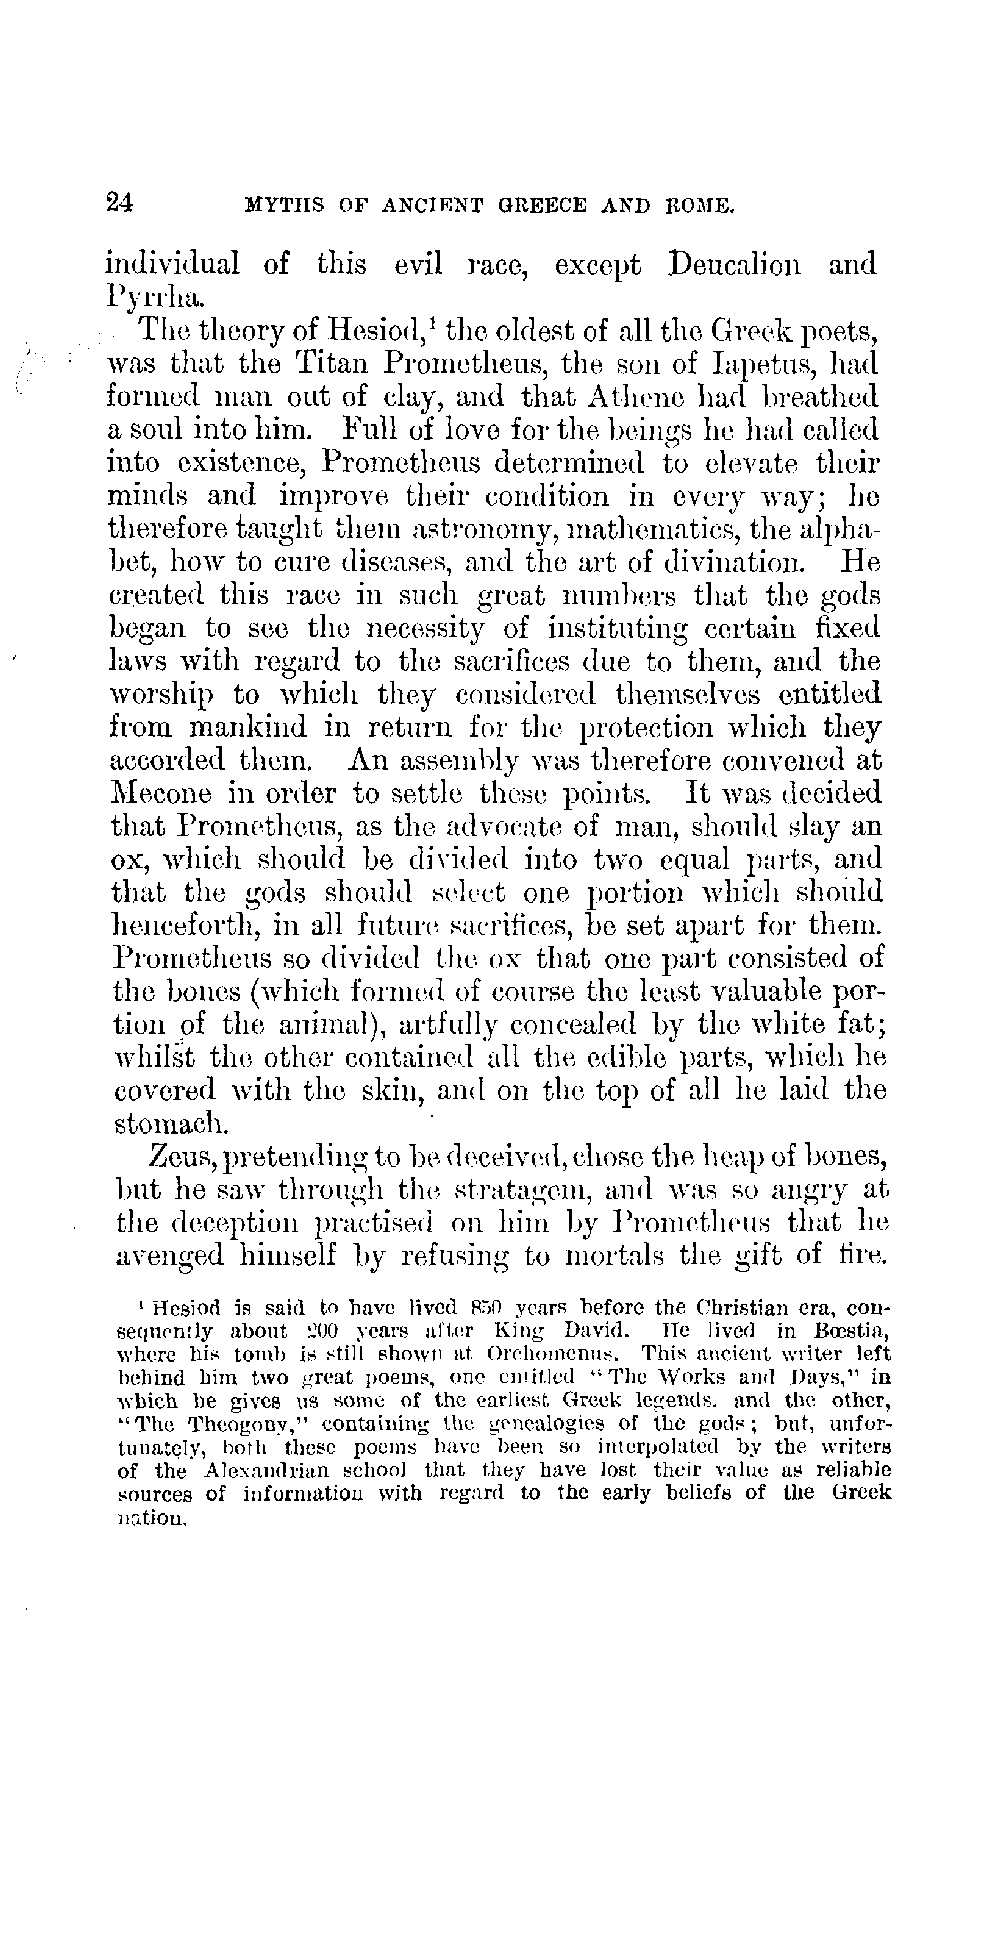 24 MYTHS OF ANCIENT GREECE AND ROME.
individual of this evil race, except Deucalion and
Pyrrha.
The theory of Hesiod,¹ the oldest of all the Greek poets,
was that the Titan Prometheus, the son of Iapetus, had
formed man out of clay, and that Athene had breathed
a soul into him. Full of love for the beings he had called
into existence, Prometheus determined to elevate their
minds and improve their condition in every way; he
therefore taught them astronomy, mathematics, the alpha-
bet, how to cure diseases, and the art of divination. He
created this race in such great numbers that the gods
began to see the necessity of instituting certain fixed
laws with regard to the sacrifices due to them, and the
worship to which they considered themselves entitled
from mankind in return for the protection which they
accorded them. An assembly was therefore convened at
Mecone in order to settle these points. It was decided
that Prometheus, as the advocate of man, should slay an
ox, which should be divided into two equal parts, and
that the gods should select one portion which should
henceforth, in all future sacrifices, be set apart for them.
Prometheus so divided the ox that one part consisted of
the bones (which formed of course the least valuable por-
tion of the animal), artfully concealed by the white fat;
whilst the other contained all the edible parts, which he
covered with the skin, and on the top of all he laid the
stomach.
Zeus, pretending to be deceived, chose the heap of bones,
but he saw through the stratagem, and was so angry at
the deception practised on him by Prometheus that he
avenged himself by refusing to mortals the gift of fire.
¹ Hesiod is said to have lived 850 years before the Christian era, con-
sequently about 200 years after King David. He lived in Bœstia,
where his tomb is still shown at Orchomenus. This ancient writer left
behind him two great poems, one entitled "The Works and Days," in
which he gives us some of the earliest Greek legends, and the other,
"The Theogony," containing the genealogies of the gods; but, unfor-
tunately, both these poems have been so interpolated by the writers
of the Alexandrian school that they have lost their value as reliable
sources of information with regard to the early beliefs of the Greek
nation.